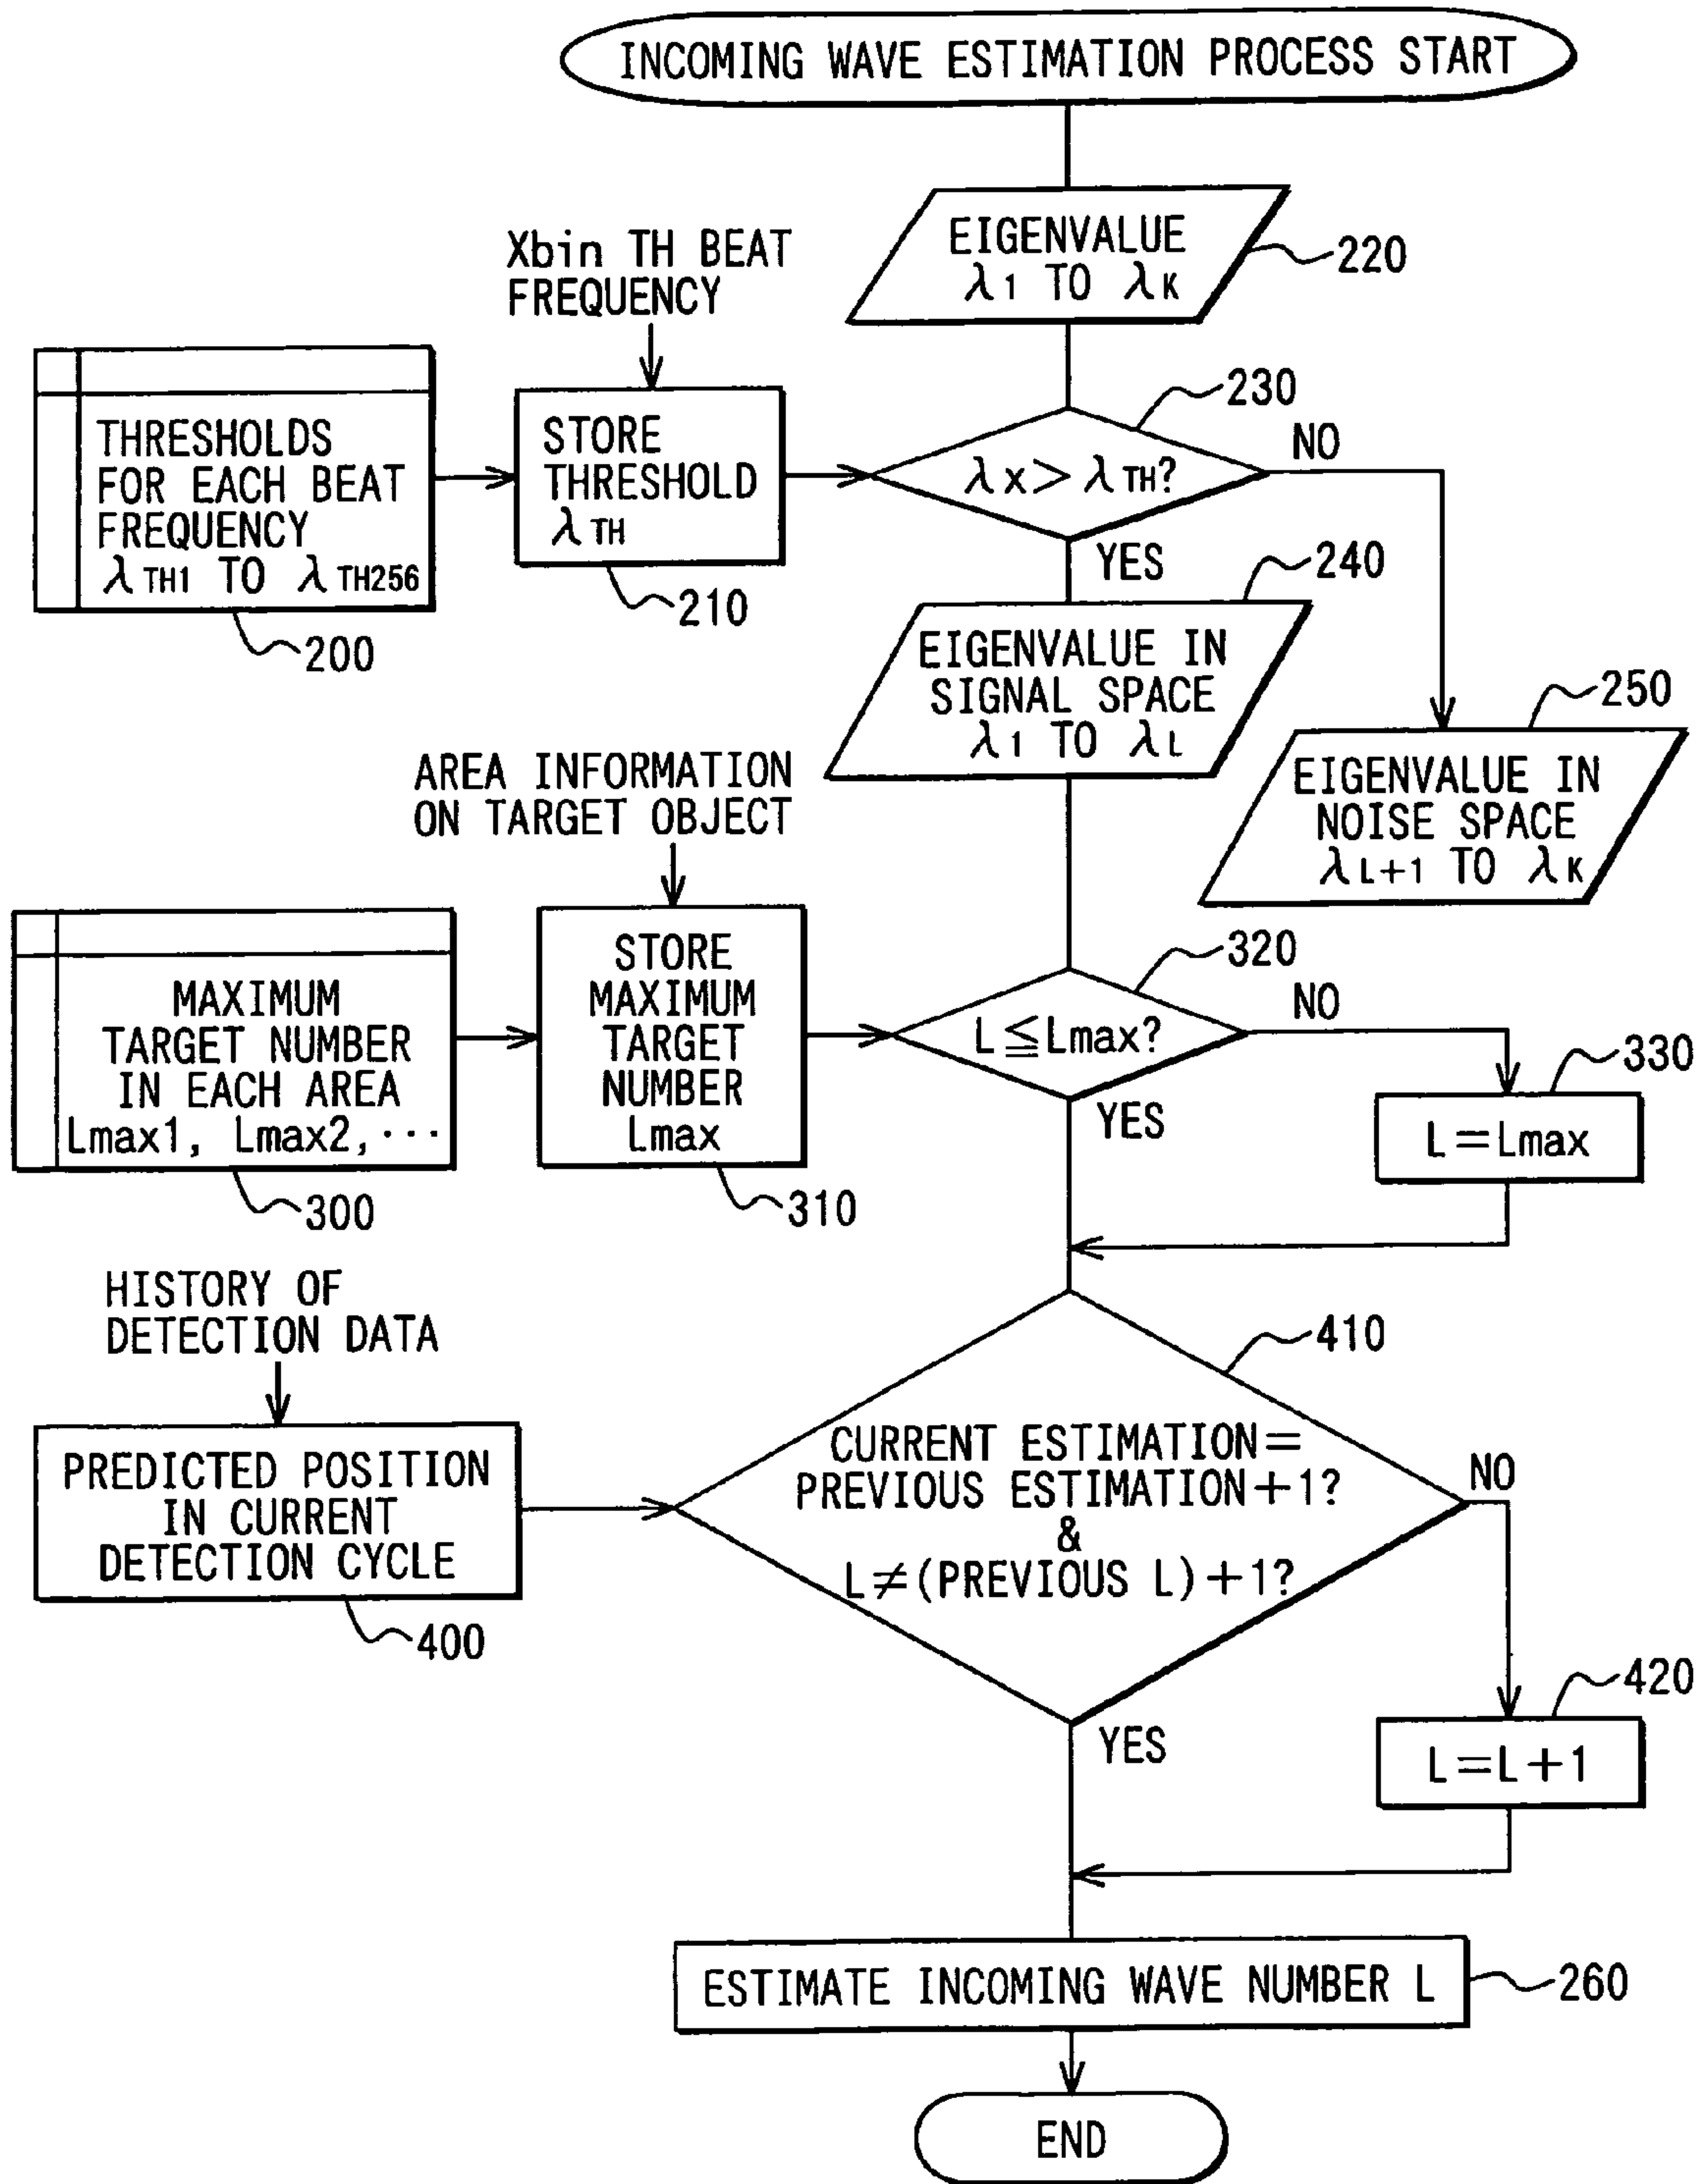 INCOMING WAVE ESTIMATION PROCESS START
EIGENVALUE
λ1 TO λK
220
Xbin TH BEAT
FREQUENCY
THRESHOLDS
FOR EACH BEAT
FREQUENCY
λTH1 TO λTH256
200
STORE
THRESHOLD
λTH
210
λX > λTH?
230
NO
YES
EIGENVALUE IN
SIGNAL SPACE
λ1 TO λL
240
EIGENVALUE IN
NOISE SPACE
λL+1 TO λK
250
AREA INFORMATION
ON TARGET OBJECT
MAXIMUM
TARGET NUMBER
IN EACH AREA
Lmax1, Lmax2, ···
300
STORE
MAXIMUM
TARGET
NUMBER
Lmax
310
L≦Lmax?
320
NO
YES
L=Lmax
330
HISTORY OF
DETECTION DATA
PREDICTED POSITION
IN CURRENT
DETECTION CYCLE
400
CURRENT ESTIMATION=
PREVIOUS ESTIMATION+1?
&
L≠(PREVIOUS L)+1?
410
NO
YES
L=L+1
420
ESTIMATE INCOMING WAVE NUMBER L
260
END